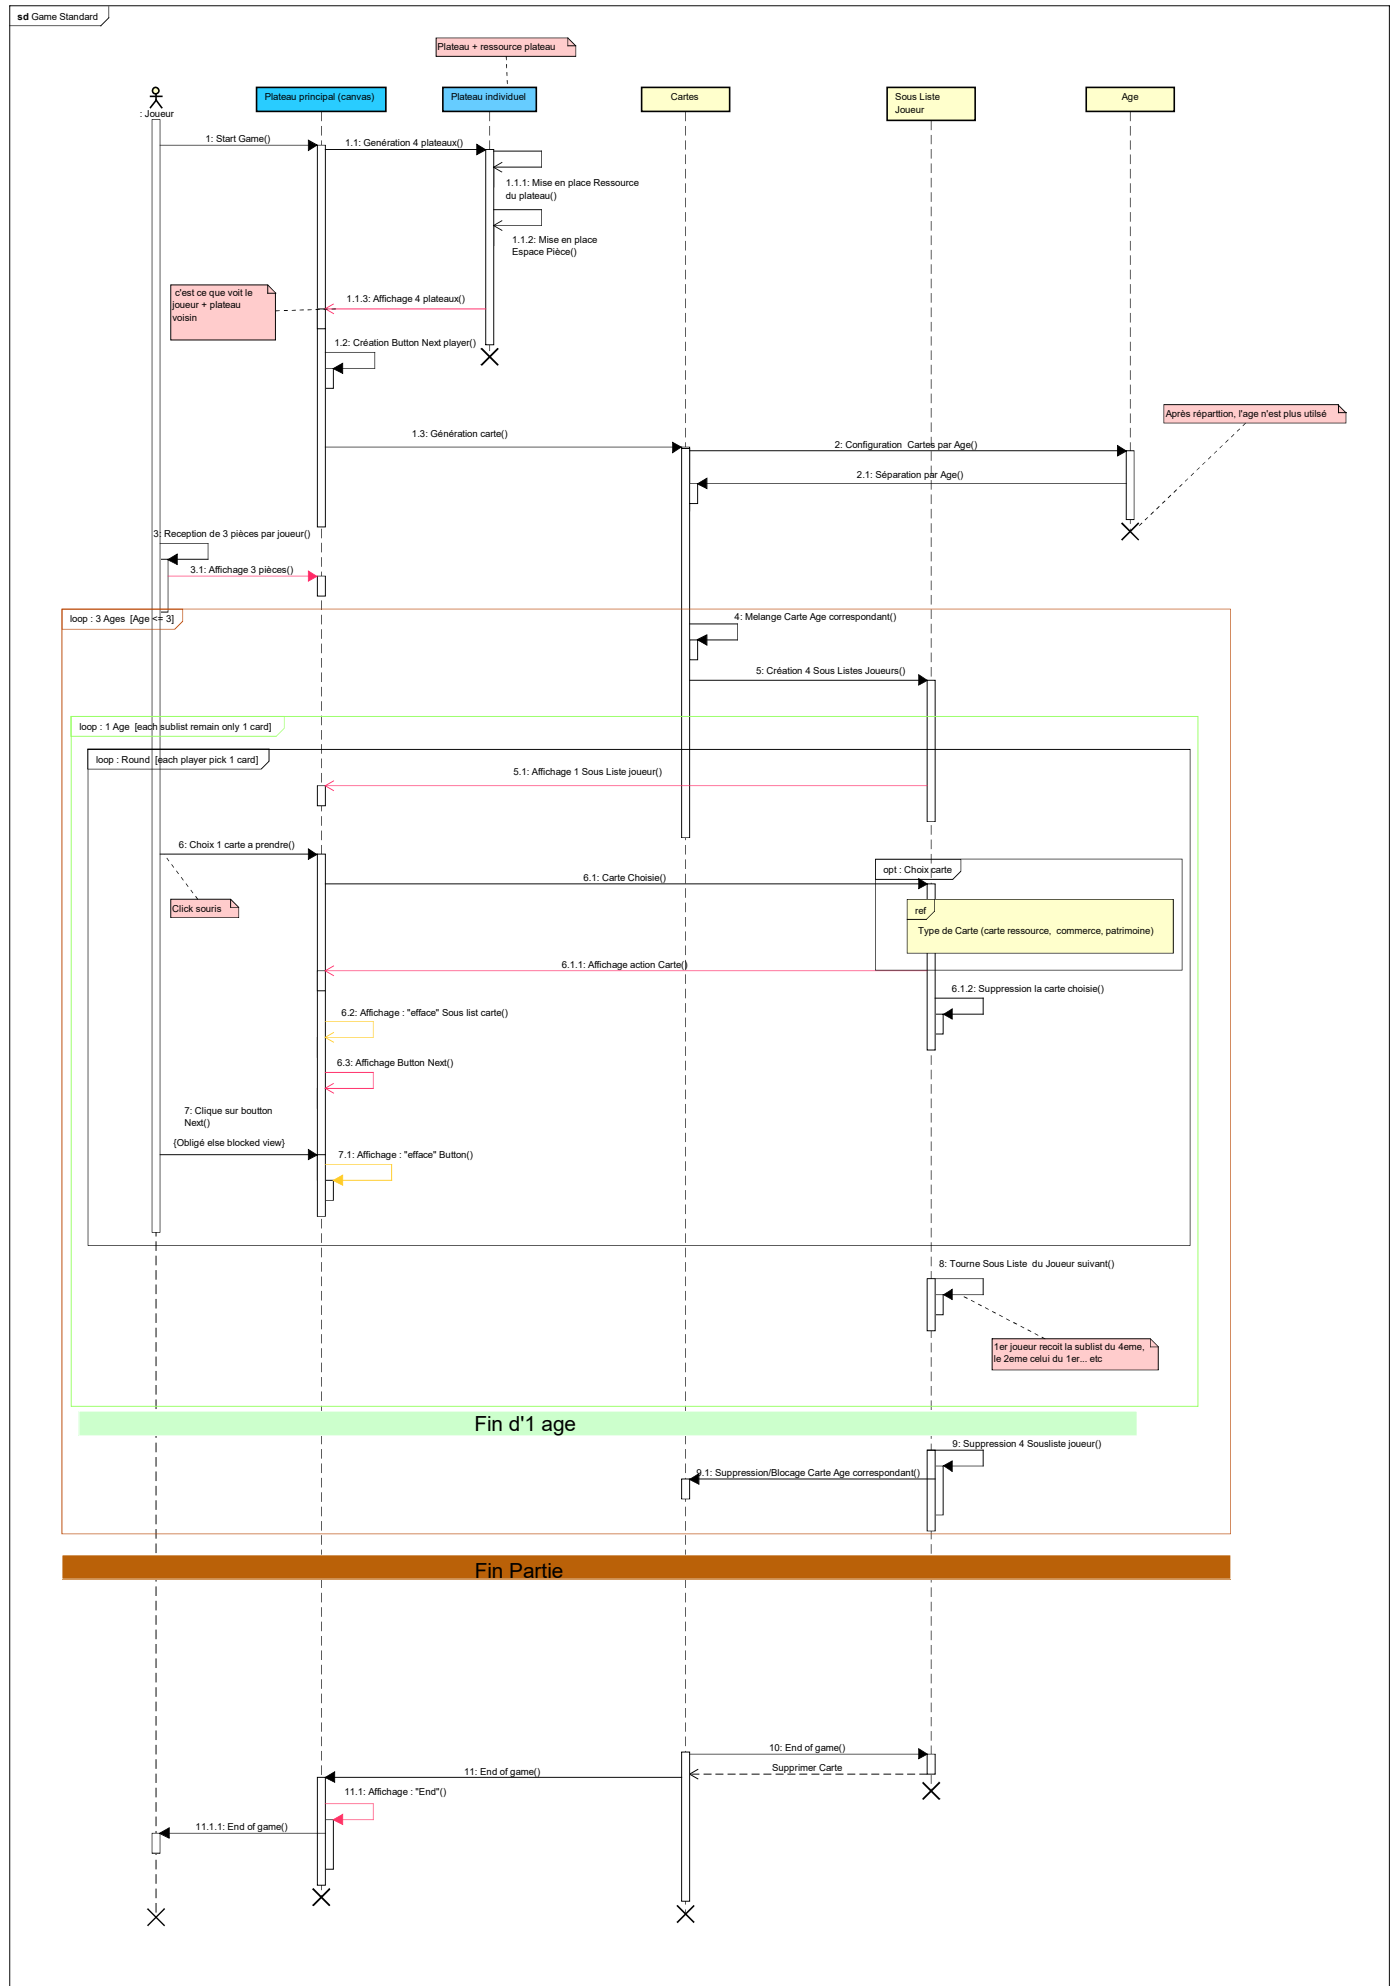 sd Game Standard
Plateau + ressource plateau
: Joueur
Plateau principal (canvas)
Plateau individuel
Cartes
Sous Liste
Joueur
Age
1: Start Game()
1.1: Genération 4 plateaux()
1.1.1: Mise en place Ressource
du plateau()
1.1.2: Mise en place
Espace Pièce()
c'est ce que voit le
joueur + plateau
voisin
1.1.3: Affichage 4 plateaux()
1.2: Création Button Next player()
Après réparttion, l'age n'est plus utilsé
1.3: Génération carte()
2: Configuration  Cartes par Age()
2.1: Séparation par Age()
3: Reception de 3 pièces par joueur()
3.1: Affichage 3 pièces()
loop : 3 Ages  [Age <= 3]
4: Melange Carte Age correspondant()
5: Création 4 Sous Listes Joueurs()
loop : 1 Age  [each sublist remain only 1 card]
loop : Round  [each player pick 1 card]
5.1: Affichage 1 Sous Liste joueur()
6: Choix 1 carte a prendre()
opt : Choix carte
6.1: Carte Choisie()
Click souris
ref
Type de Carte (carte ressource,  commerce, patrimoine)
6.1.1: Affichage action Carte()
6.1.2: Suppression la carte choisie()
6.2: Affichage : "efface" Sous list carte()
6.3: Affichage Button Next()
7: Clique sur boutton
Next()
{Obligé else blocked view}
7.1: Affichage : "efface" Button()
8: Tourne Sous Liste  du Joueur suivant()
1er joueur recoit la sublist du 4eme,
le 2eme celui du 1er... etc
Fin d'1 age
9: Suppression 4 Sousliste joueur()
9.1: Suppression/Blocage Carte Age correspondant()
Fin Partie
10: End of game()
Supprimer Carte
11: End of game()
11.1: Affichage : "End"()
11.1.1: End of game()